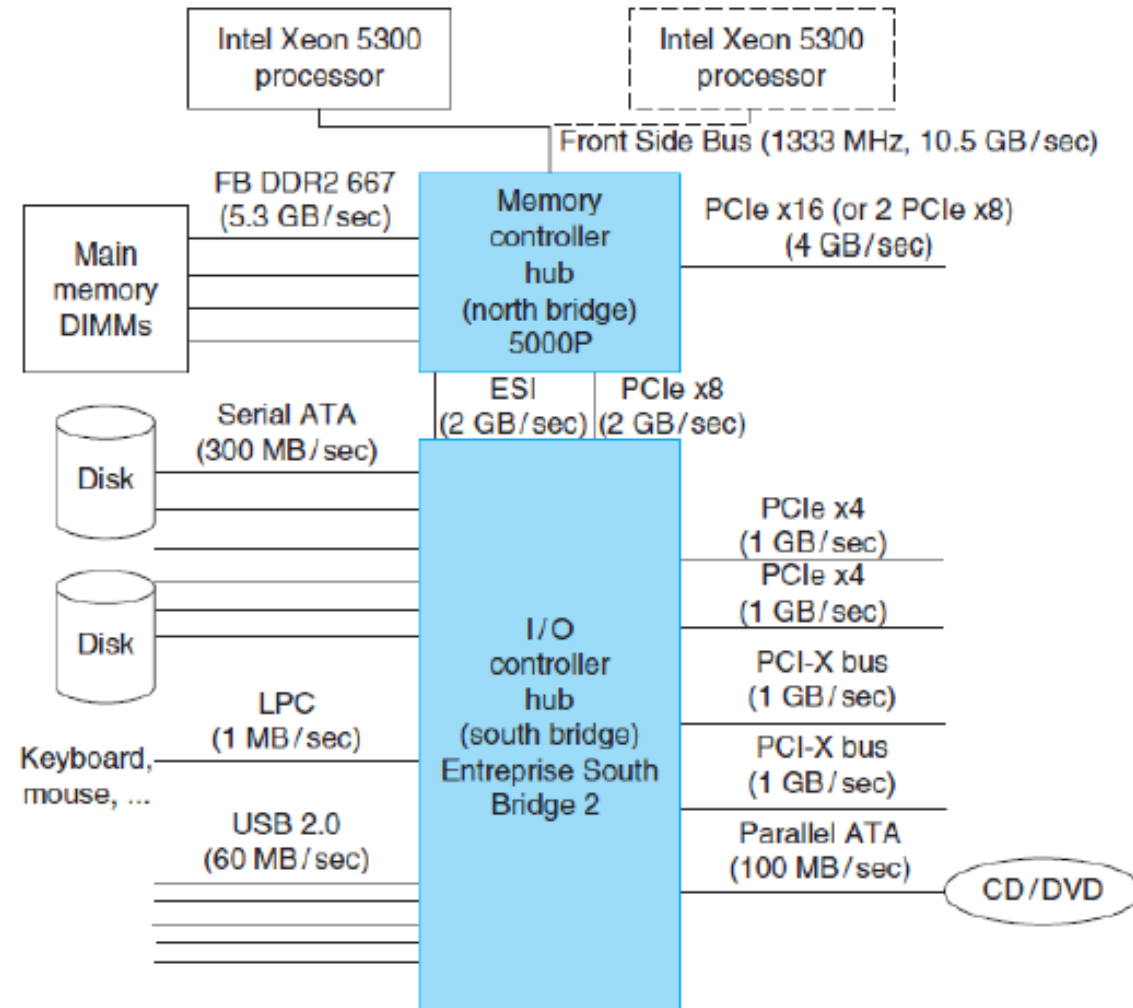 Intel Xeon 5300
processor
Intel Xeon 5300
processor
Front Side Bus (1333 MHz, 10.5 GB/sec)
FB DDR2 667
(5.3 GB/sec)
Main
memory
DIMMs
Memory
controller
hub
(north bridge)
5000P
PCIe x16 (or 2 PCIe x8)
(4 GB/sec)
ESI
(2 GB/sec)
PCIe x8
(2 GB/sec)
Serial ATA
(300 MB/sec)
Disk
Disk
LPC
(1 MB/sec)
Keyboard,
mouse, ...
USB 2.0
(60 MB/sec)
I/O
controller
hub
(south bridge)
Entreprise South
Bridge 2
PCIe x4
(1 GB/sec)
PCIe x4
(1 GB/sec)
PCI-X bus
(1 GB/sec)
PCI-X bus
(1 GB/sec)
Parallel ATA
(100 MB/sec)
CD/DVD